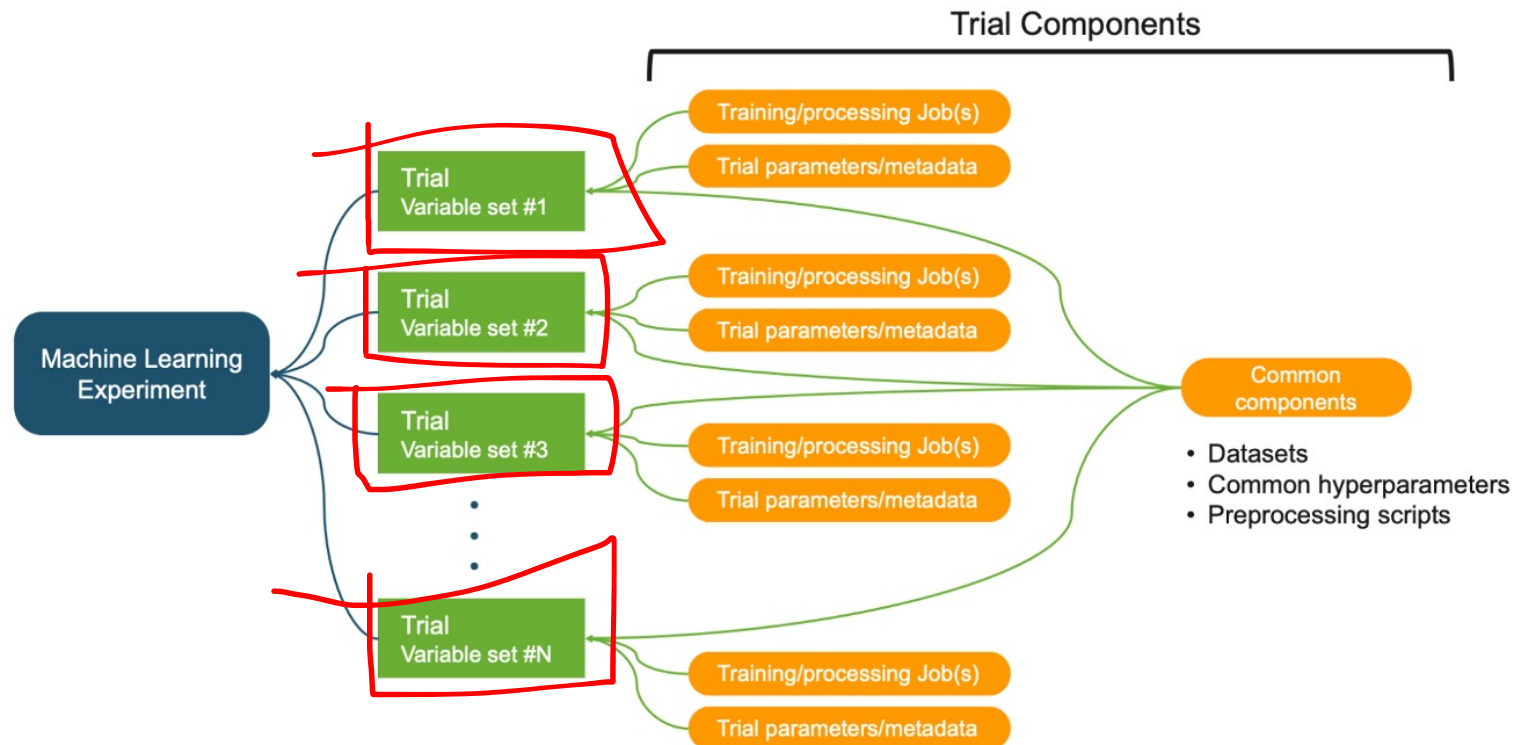 Trial Components
Training/processing Job(s)
Trial parameters/metadata
Trial
Variable set #1
Training/processing Job(s)
Trial parameters/metadata
Trial
Variable set #2
Machine Learning
Experiment
Common
components
Trial
Variable set #3
Training/processing Job(s)
Trial parameters/metadata
• Datasets
• Common hyperparameters
• Preprocessing scripts
Trial
Variable set #N
Training/processing Job(s)
Trial parameters/metadata